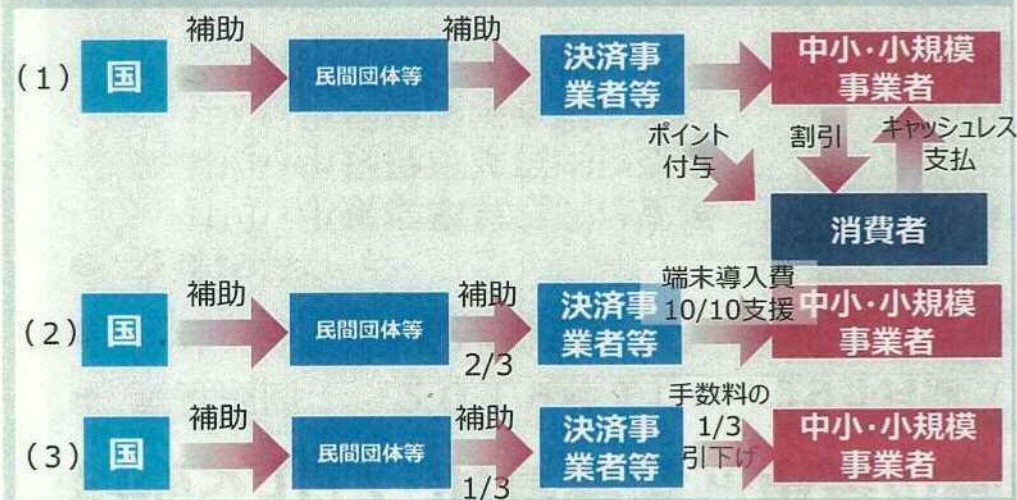 補助
補助
(1)
国
民間団体等
決済事
業者等
中小・小規模
事業者
ポイント
付与
割引
キャッシュレス
支払
消費者
補助
補助
端末導入費
10/10支援
(2)
国
民間団体等
2/3
決済事
業者等
中小・小規模
事業者
補助
補助
手数料の
1/3
引下げ
(3)
国
民間団体等
1/3
決済事
業者等
中小・小規模
事業者